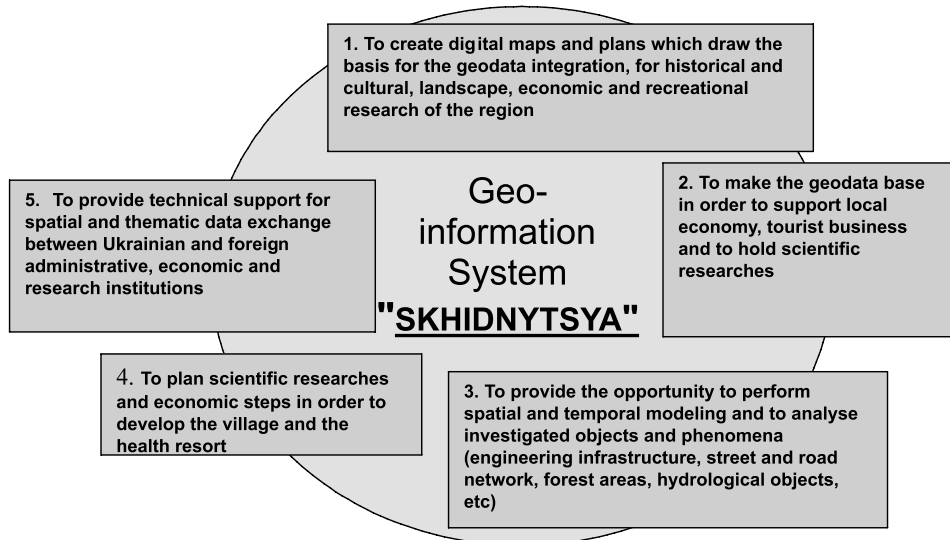 1. To create digital maps and plans which draw the
basis for the geodata integration, for historical and
cultural, landscape, economic and recreational
research of the region
2. To make the geodata base
in order to support local
economy, tourist business
and to hold scientific
researches
3. To provide the opportunity to perform
spatial and temporal modeling and to analyse
investigated objects and phenomena
(engineering infrastructure, street and road
network, forest areas, hydrological objects,
etc)
4. To plan scientific researches
and economic steps in order to
develop the village and the
health resort
5. To provide technical support for
spatial and thematic data exchange
between Ukrainian and foreign
administrative, economic and
research institutions
Geo-
information
System
"SKHIDNYTSYA"